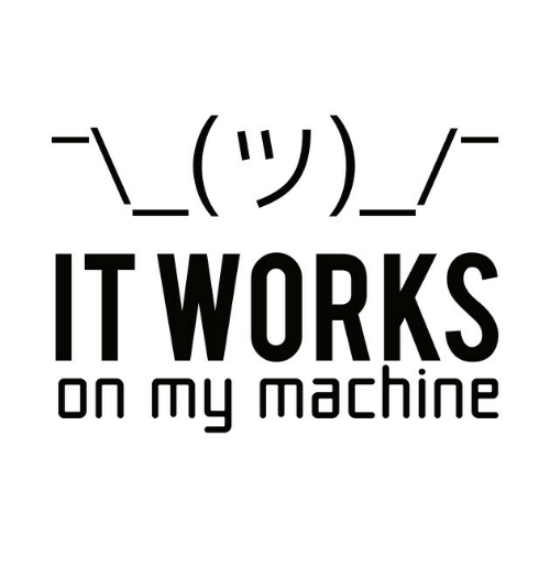 ¯\_(ツ)_/¯
IT WORKS
on my machine